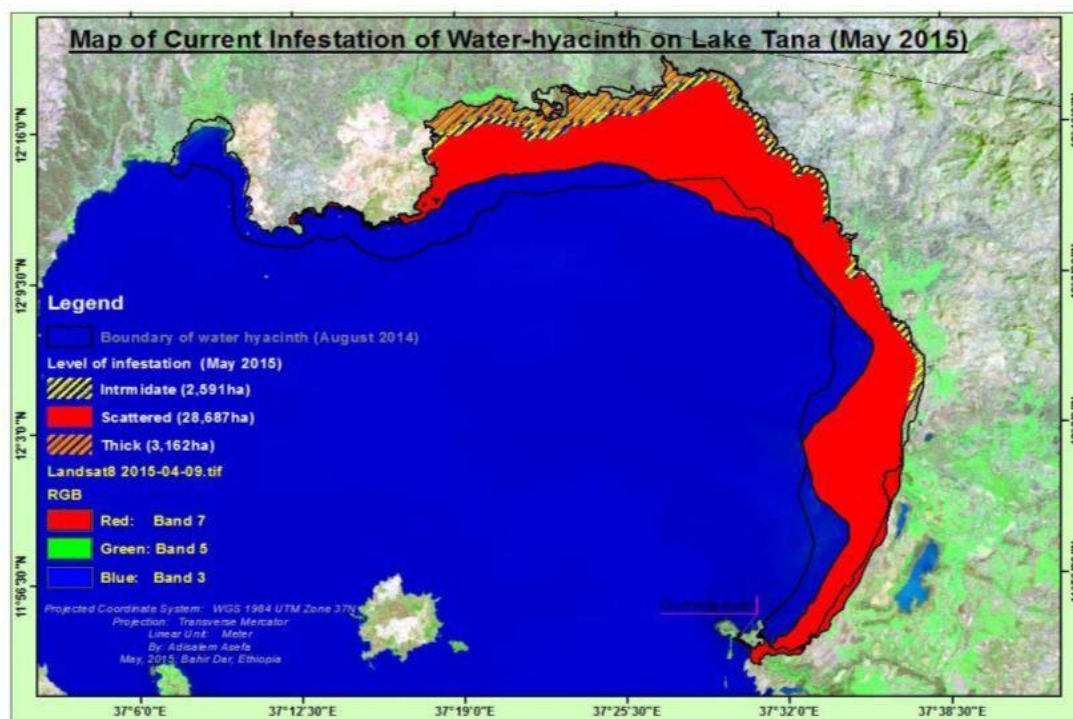 Map of Current Infestation of Water-hyacinth on Lake Tana (May 2015)
12°16'0"N
12°9'30"N
12°3'0"N
11°56'30"N
Legend
Boundary of water hyacinth (August 2014)
Level of infestation (May 2015)
Intrmidate (2,591ha)
Scattered (28,687ha)
Thick (3,162ha)
Landsat8 2015-04-09.tif
RGB
Red: Band 7
Green: Band 5
Blue: Band 3
Projected Coordinate System: WGS 1984 UTM Zone 37N
Projection: Transverse Mercator
Linear Unit: Meter
By: Adisalem Asefa
May, 2015; Bahir Dar, Ethiopia
37°6'0"E
37°12'30"E
37°19'0"E
37°25'30"E
37°32'0"E
37°38'30"E